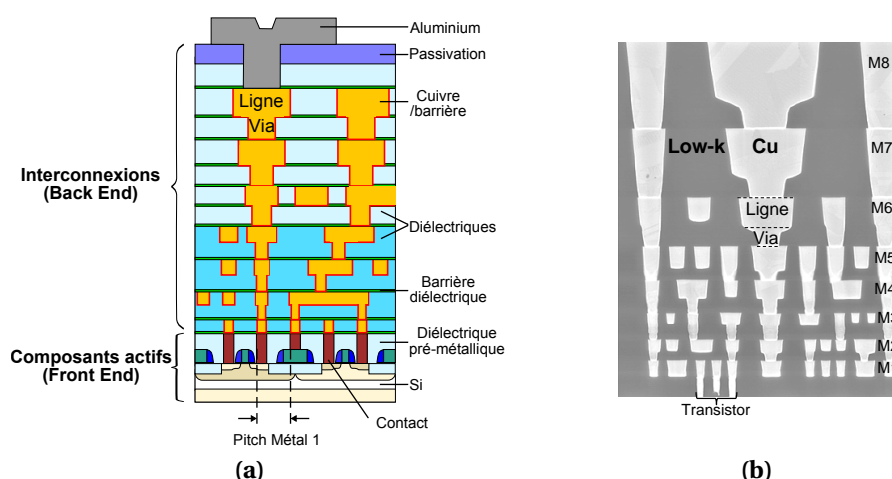 Aluminium
Passivation
Ligne
Via
Cuivre
/barrière
Interconnexions
(Back End)
Diélectriques
Barrière
diélectrique
Diélectrique
pré-métallique
Composants actifs
(Front End)
Si
Contact
Pitch Métal 1
(a)
M8
Low-k
Cu
M7
Ligne
M6
Via
M5
M4
M3
M2
M1
Transistor
(b)